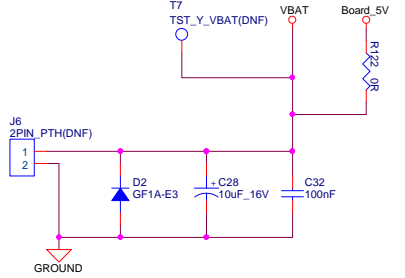 T7
TST_Y_VBAT(DNF)
VBAT
Board_5V
R122
0R
J6
2PIN_PTH(DNF)
1
2
D2
GF1A-E3
+
C28
10uF_16V
C32
100nF
GROUND